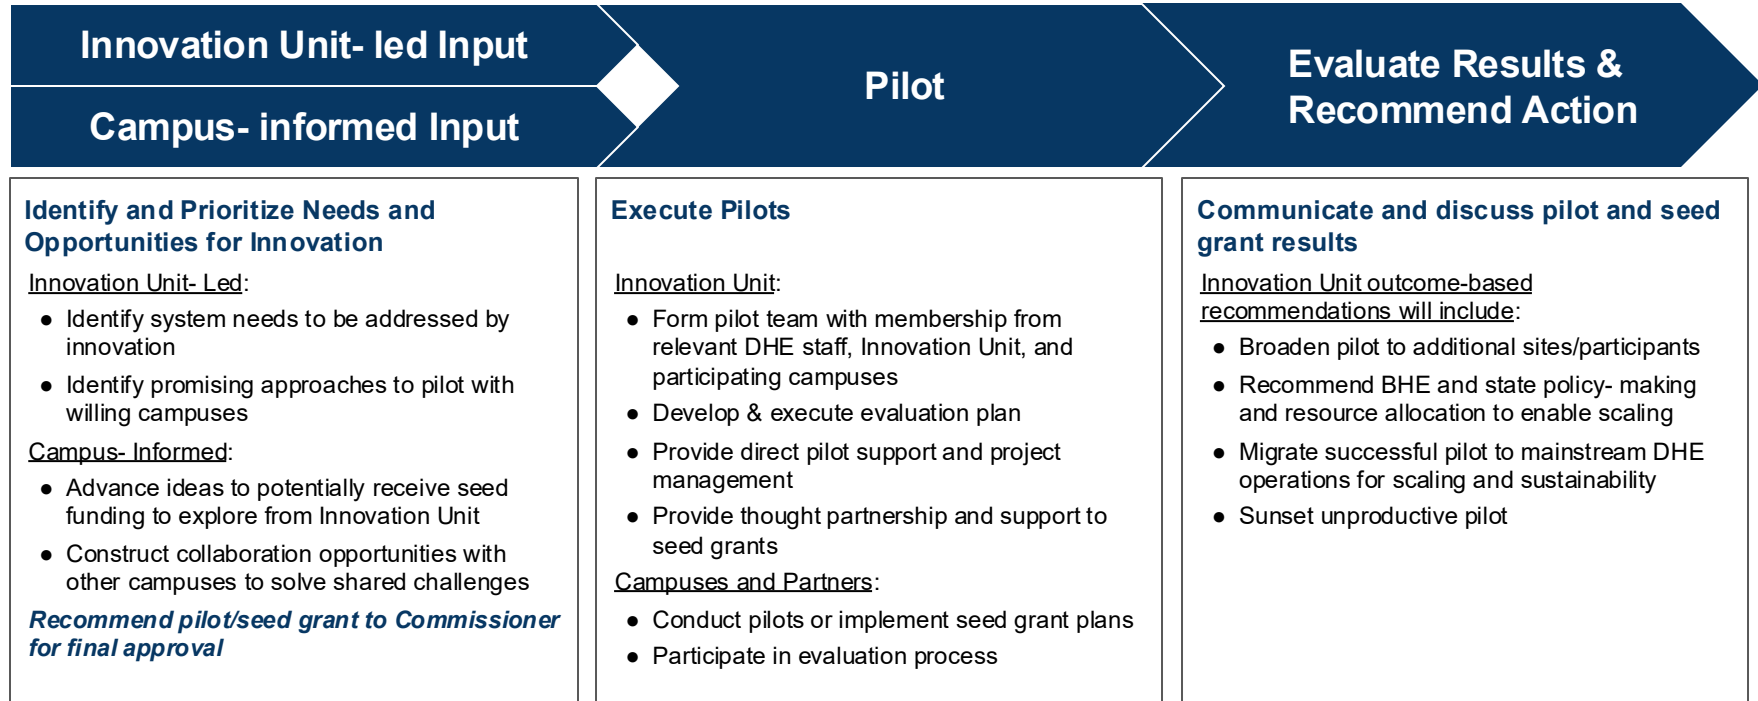 Innovation Unit- led Input
Campus- informed Input
Pilot
Evaluate Results &
Recommend Action
Identify and Prioritize Needs and
Opportunities for Innovation
Innovation Unit- Led:
● Identify system needs to be addressed by
innovation
● Identify promising approaches to pilot with
willing campuses
Campus- Informed:
● Advance ideas to potentially receive seed
funding to explore from Innovation Unit
● Construct collaboration opportunities with
other campuses to solve shared challenges
Recommend pilot/seed grant to Commissioner
for final approval
Execute Pilots
Innovation Unit:
● Form pilot team with membership from
relevant DHE staff, Innovation Unit, and
participating campuses
● Develop & execute evaluation plan
● Provide direct pilot support and project
management
● Provide thought partnership and support to
seed grants
Campuses and Partners:
● Conduct pilots or implement seed grant plans
● Participate in evaluation process
Communicate and discuss pilot and seed
grant results
Innovation Unit outcome-based
recommendations will include:
● Broaden pilot to additional sites/participants
● Recommend BHE and state policy- making
and resource allocation to enable scaling
● Migrate successful pilot to mainstream DHE
operations for scaling and sustainability
● Sunset unproductive pilot